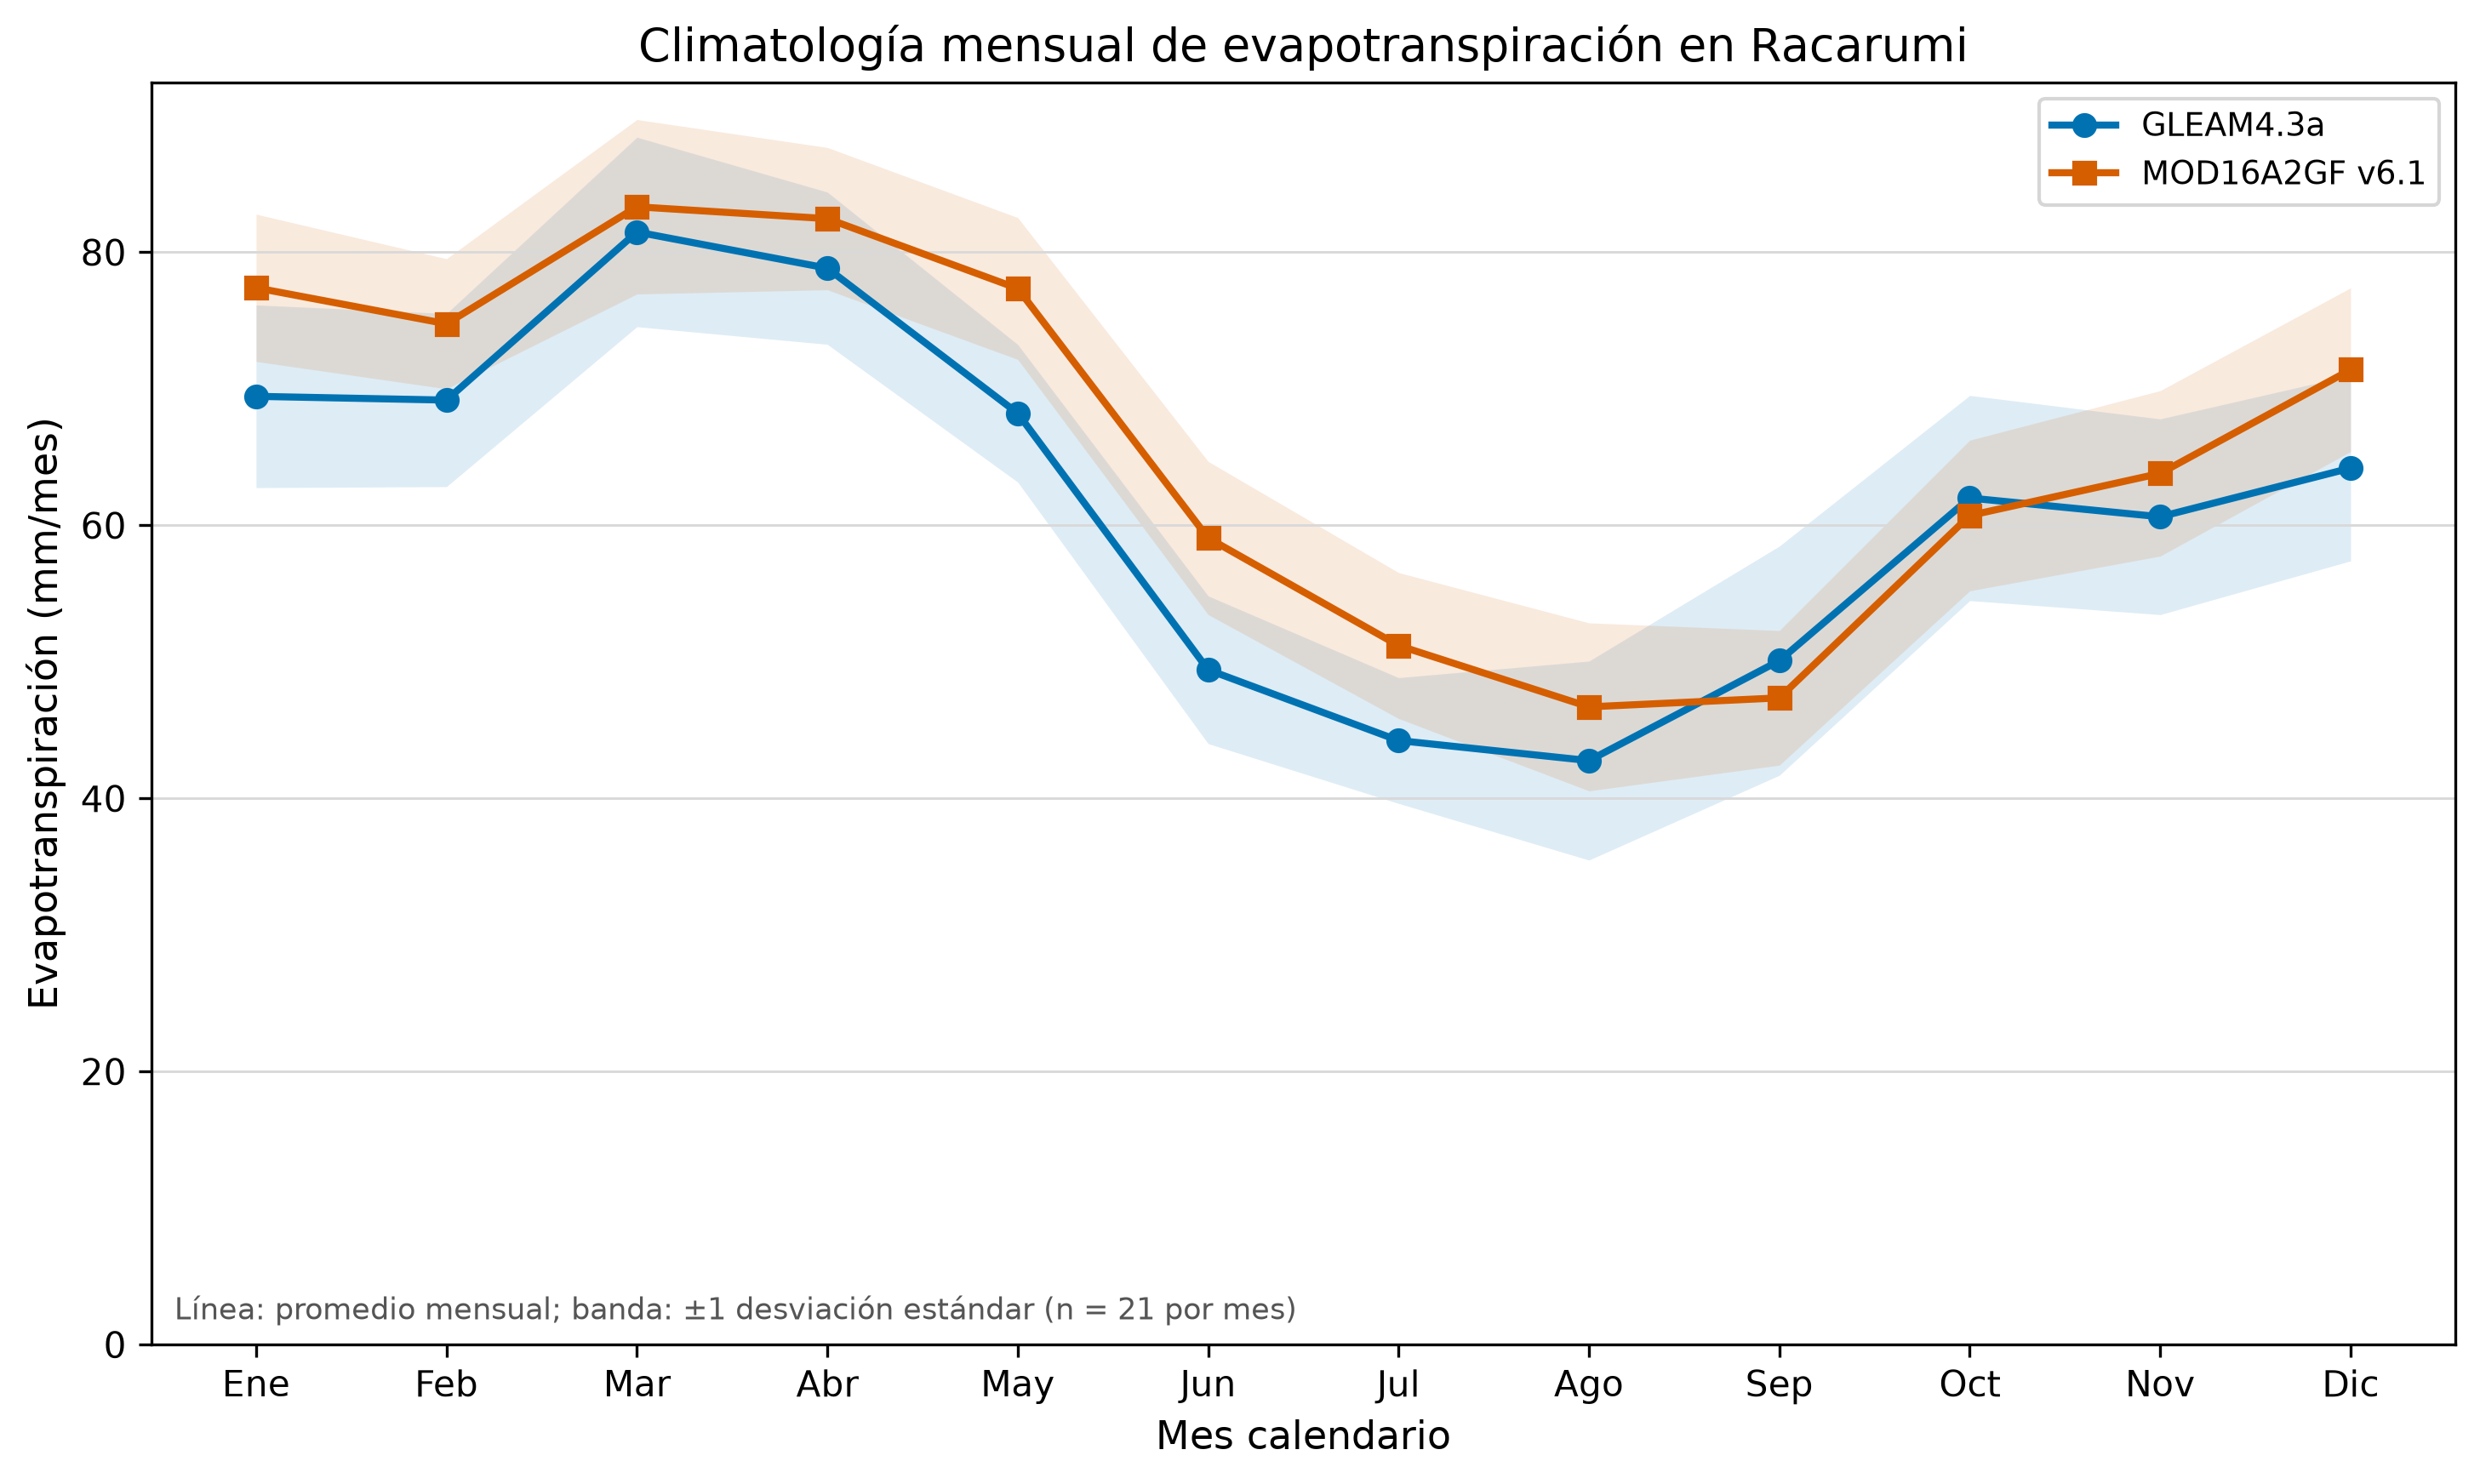 Climatología mensual de evapotranspiración en Racarumi
GLEAM4.3a
MOD16A2GF v6.1
Evapotranspiración (mm/mes)
80
60
40
20
0
Línea: promedio mensual; banda: ±1 desviación estándar (n = 21 por mes)
Ene Feb Mar Abr May Jun Jul Ago Sep Oct Nov Dic
Mes calendario